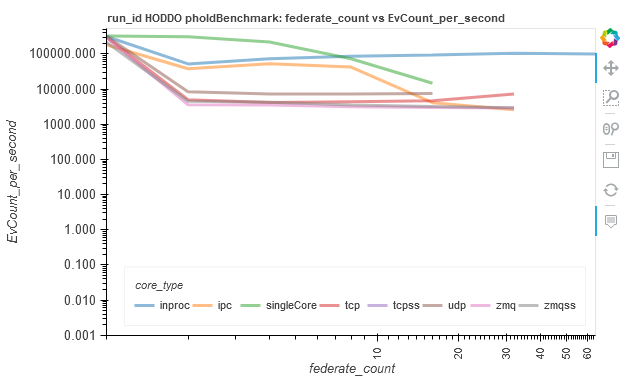 run_id HODDO pholdBenchmark: federate_count vs EvCount_per_second
100000.000
10000.000
1000.000
100.000
10.000
1.000
0.100
0.010
0.001
EvCount_per_second
core_type
inproc ipc singleCore tcp tcpss udp zmq zmqss
10 20 30 40 50 60
federate_count